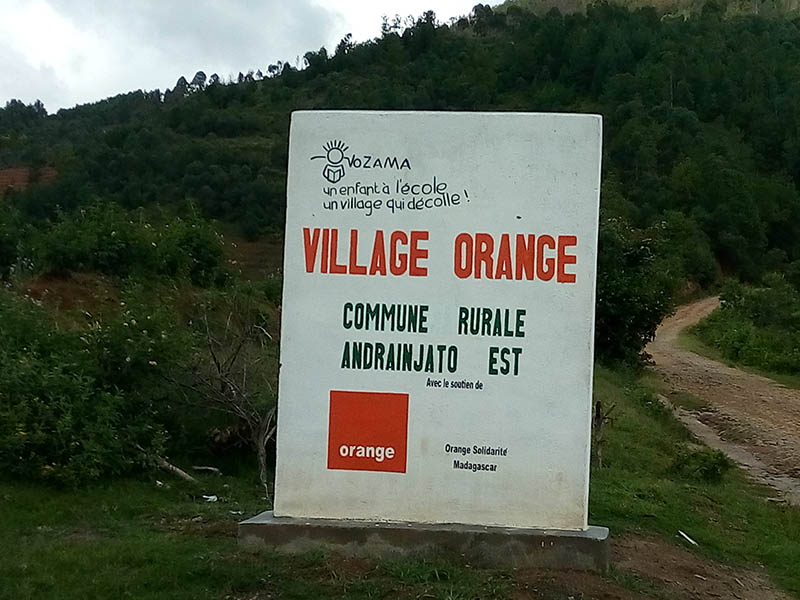 VOZAMA
un enfant à l'école
un village qui décolle !
VILLAGE ORANGE
COMMUNE RURALE
ANDRAINJATO EST
Avec le soutien de
orange
Orange Solidarité
Madagascar